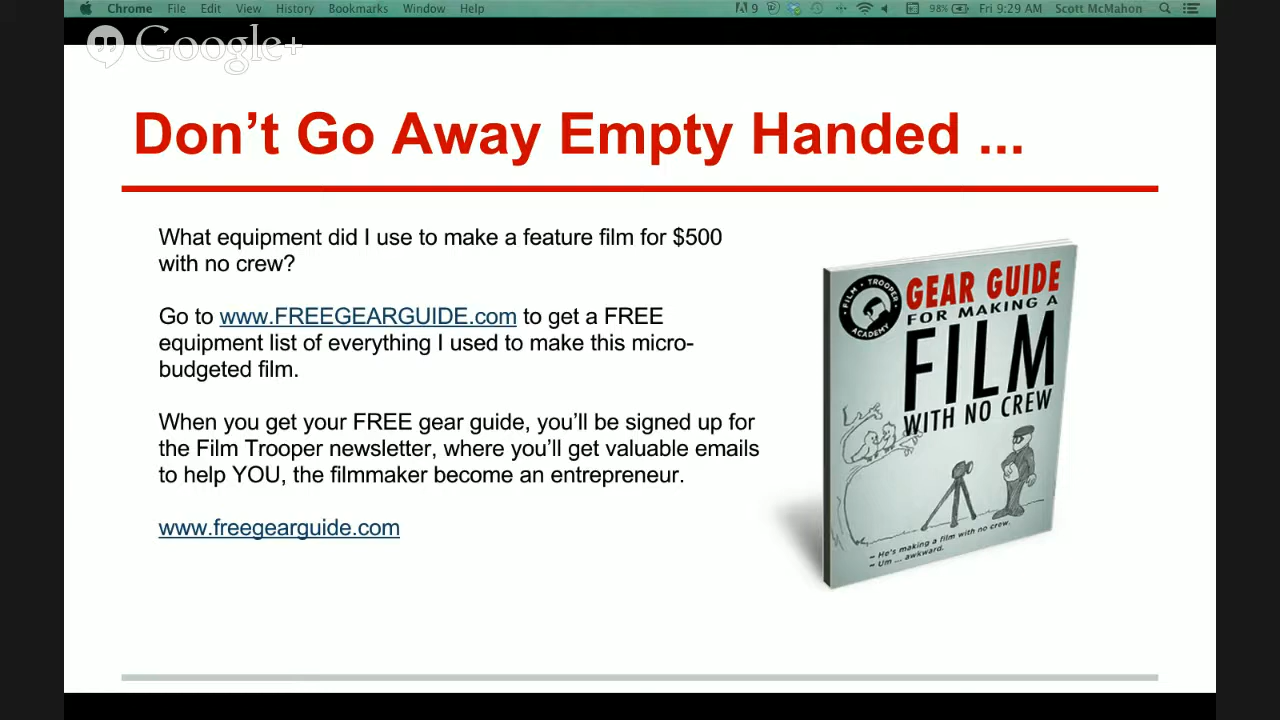 Chrome File Edit View History Bookmarks Window Help 9 98% Fri 9:29 AM Scott McMahon
Google+
Don't Go Away Empty Handed ...
What equipment did I use to make a feature film for $500
with no crew?
Go to www.FREEGEARGUIDE.com to get a FREE
equipment list of everything I used to make this micro-
budgeted film.
When you get your FREE gear guide, you'll be signed up for
the Film Trooper newsletter, where you'll get valuable emails
to help YOU, the filmmaker become an entrepreneur.
www.freegearguide.com
FILM • TROOPER
ACADEMY
GEAR GUIDE
FOR MAKING A
FILM
WITH NO CREW
– He's making a film with no crew.
– Um ... awkward.